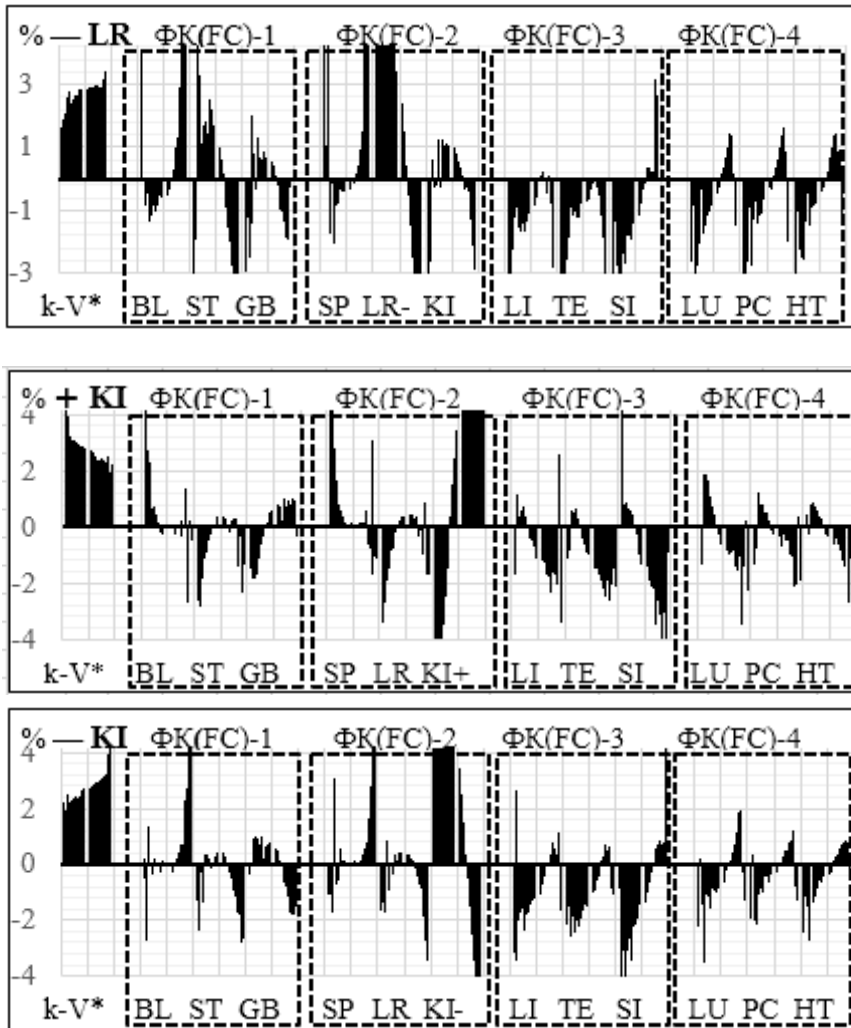 % — LR ФК(FC)-1 ФК(FC)-2 ФК(FC)-3 ФК(FC)-4
3
1
-1
-3
k-V* BL ST GB SP LR- KI LI TE SI LU PC HT
% + KI ФК(FC)-1 ФК(FC)-2 ФК(FC)-3 ФК(FC)-4
4
2
0
-2
-4
k-V* BL ST GB SP LR KI+ LI TE SI LU PC HT
% — KI ФК(FC)-1 ФК(FC)-2 ФК(FC)-3 ФК(FC)-4
4
2
0
-2
-4
k-V* BL ST GB SP LR KI- LI TE SI LU PC HT